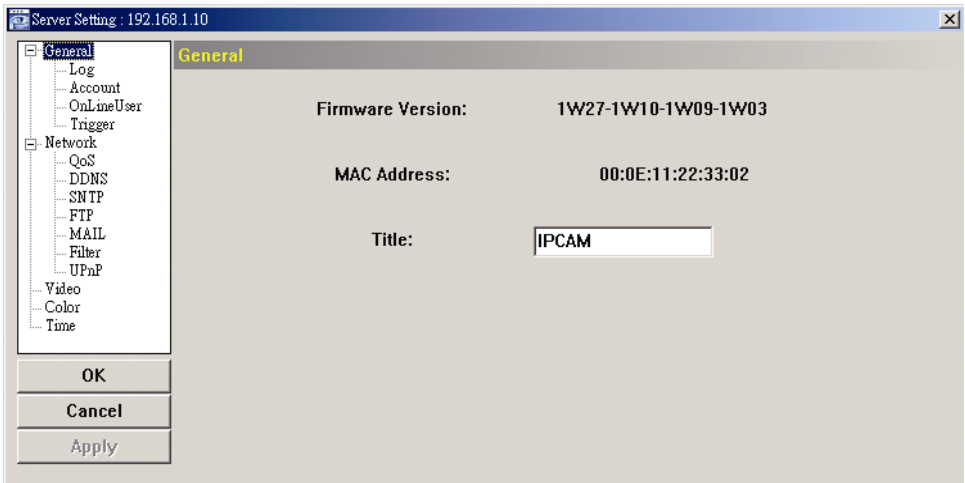 Server Setting : 192.168.1.10
General
Log
Account
OnLineUser
Trigger
Network
QoS
DDNS
SNTP
FTP
MAIL
Filter
UPnP
Video
Color
Time
OK
Cancel
Apply
General
Firmware Version: 1W27-1W10-1W09-1W03
MAC Address: 00:0E:11:22:33:02
Title: IPCAM